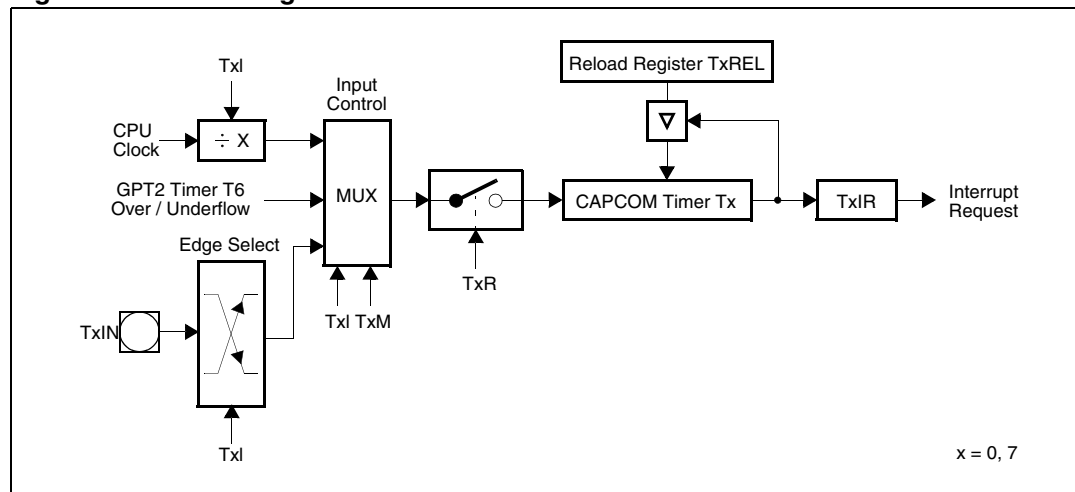 Reload Register TxREL
TxI
Input
Control
CPU
Clock
÷ X
GPT2 Timer T6
Over / Underflow
MUX
CAPCOM Timer Tx
TxIR
Interrupt
Request
Edge Select
TxR
TxI TxM
TxIN
TxI
x = 0, 7